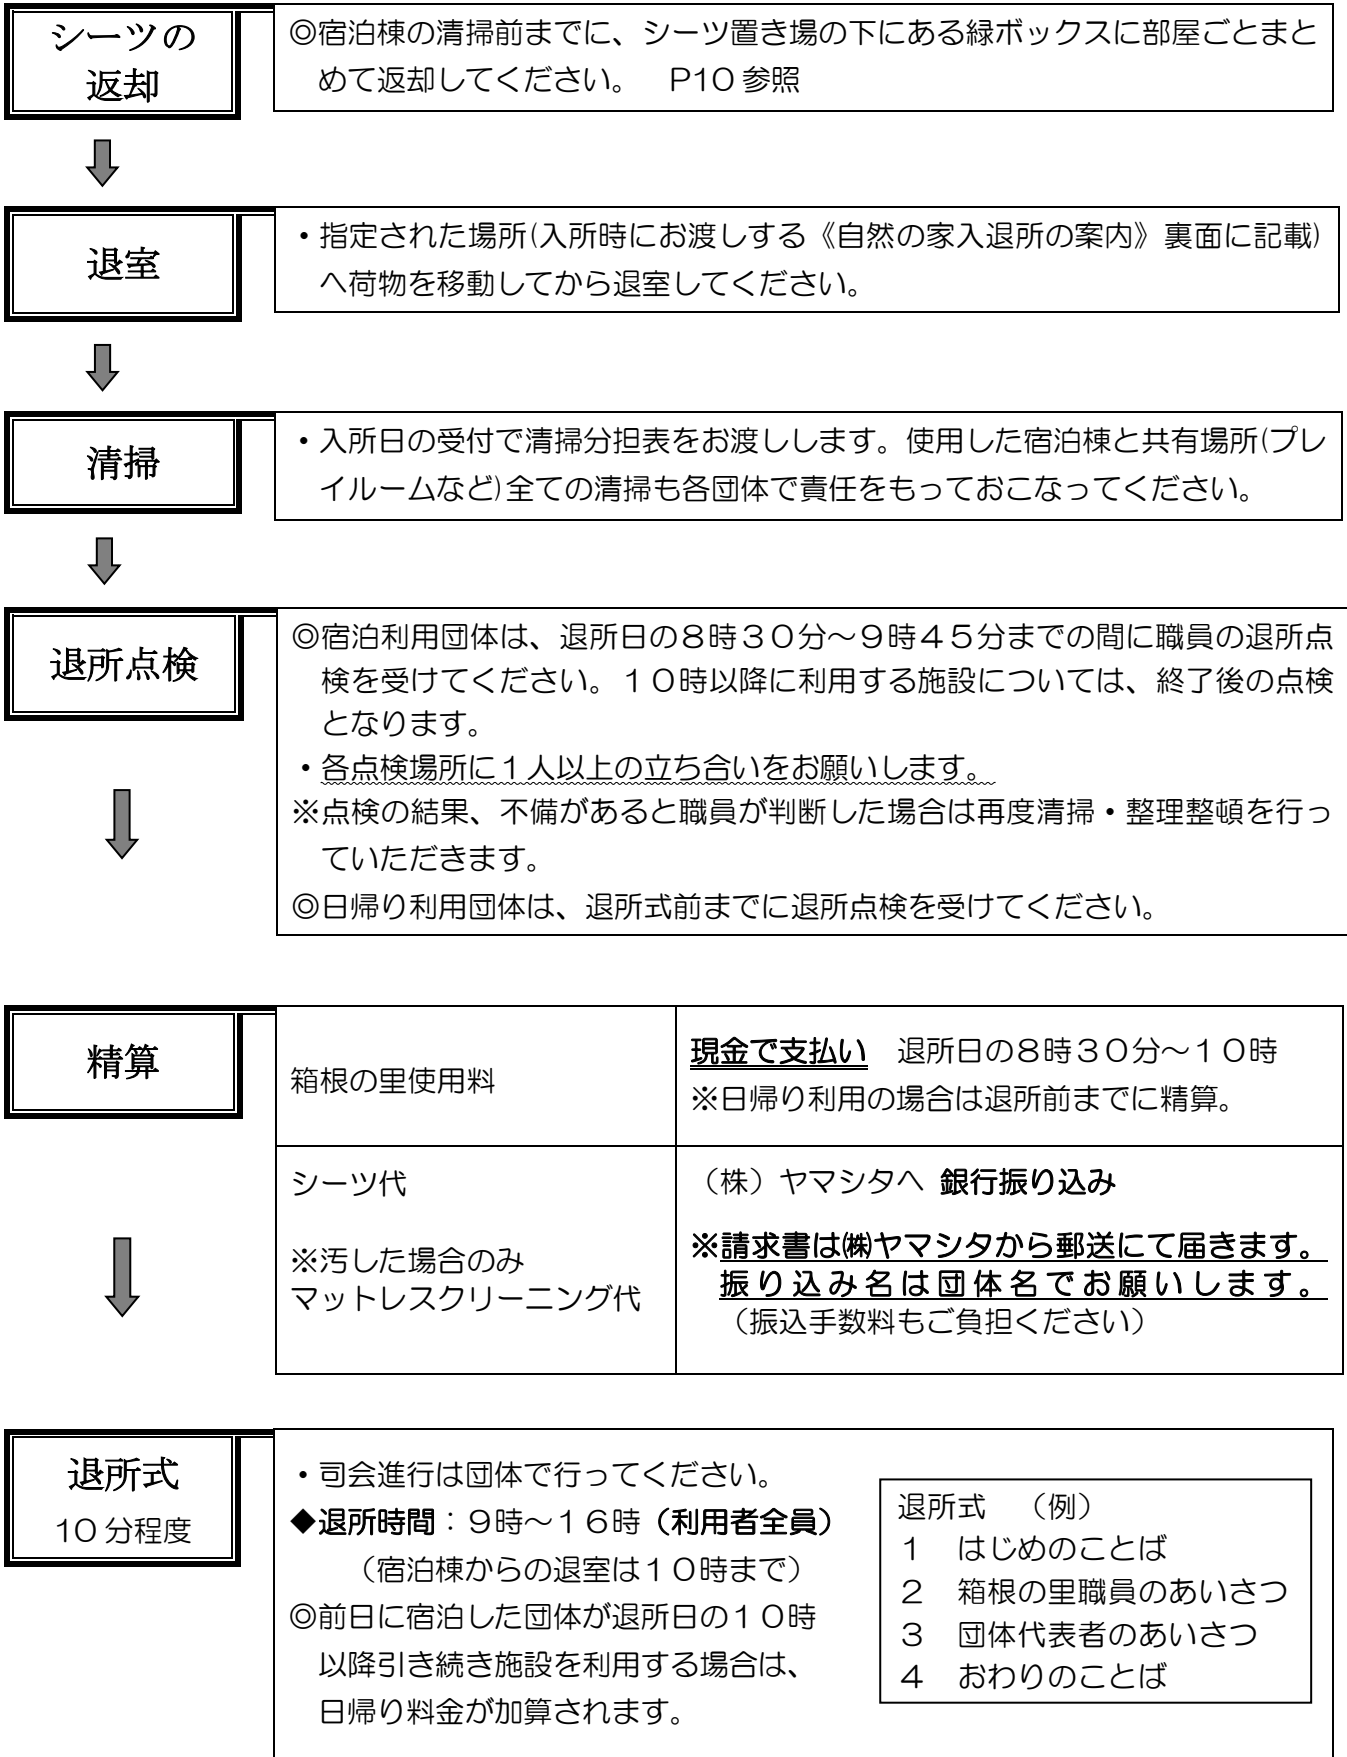 シーツの
返却
◎宿泊棟の清掃前までに、シーツ置き場の下にある緑ボックスに部屋ごとまと
めて返却してください。　P10 参照
退室
・指定された場所(入所時にお渡しする《自然の家入退所の案内》裏面に記載)
へ荷物を移動してから退室してください。
清掃
・入所日の受付で清掃分担表をお渡しします。使用した宿泊棟と共有場所(プレ
イルームなど)全ての清掃も各団体で責任をもっておこなってください。
退所点検
◎宿泊利用団体は、退所日の８時３０分～９時４５分までの間に職員の退所点
検を受けてください。１０時以降に利用する施設については、終了後の点検
となります。
・各点検場所に１人以上の立ち合いをお願いします。
※点検の結果、不備があると職員が判断した場合は再度清掃・整理整頓を行っ
ていただきます。
◎日帰り利用団体は、退所式前までに退所点検を受けてください。
精算
箱根の里使用料
現金で支払い　退所日の８時３０分～１０時
※日帰り利用の場合は退所前までに精算。
シーツ代
※汚した場合のみ
マットレスクリーニング代
（株）ヤマシタへ 銀行振り込み
※請求書は㈱ヤマシタから郵送にて届きます。
振り込み名は団体名でお願いします。
（振込手数料もご負担ください）
退所式
10 分程度
・司会進行は団体で行ってください。
◆退所時間：９時～１６時（利用者全員）
（宿泊棟からの退室は１０時まで）
◎前日に宿泊した団体が退所日の１０時
以降引き続き施設を利用する場合は、
日帰り料金が加算されます。
退所式　（例）
１　はじめのことば
２　箱根の里職員のあいさつ
３　団体代表者のあいさつ
４　おわりのことば